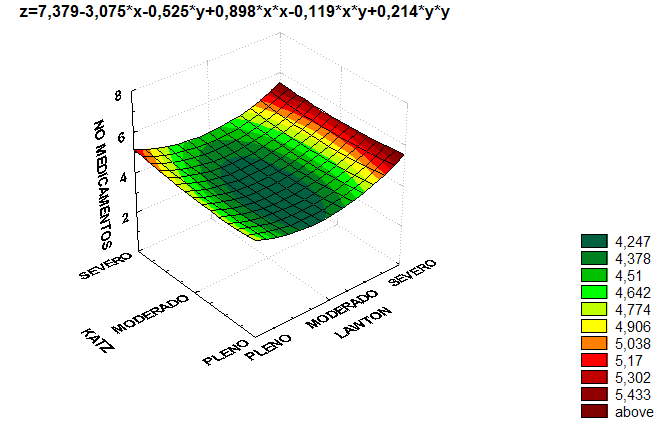 z=7,379-3,075*x-0,525*y+0,898*x*x-0,119*x*y+0,214*y*y
8
6
4
2
NO MEDICAMENTOS
SEVERO
MODERADO
PLENO
KATZ
PLENO
MODERADO
SEVERO
LAWTON
4,247
4,378
4,51
4,642
4,774
4,906
5,038
5,17
5,302
5,433
above